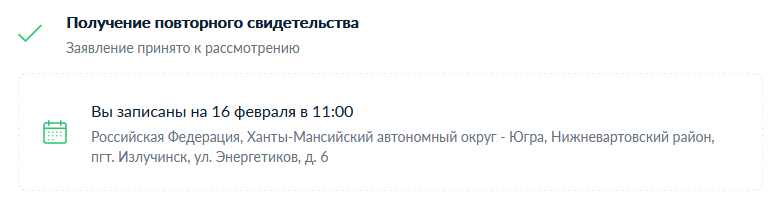 Получение повторного свидетельства
Заявление принято к рассмотрению
Вы записаны на 16 февраля в 11:00
Российская Федерация, Ханты-Мансийский автономный округ - Югра, Нижневартовский район,
пгт. Излучинск, ул. Энергетиков, д. 6